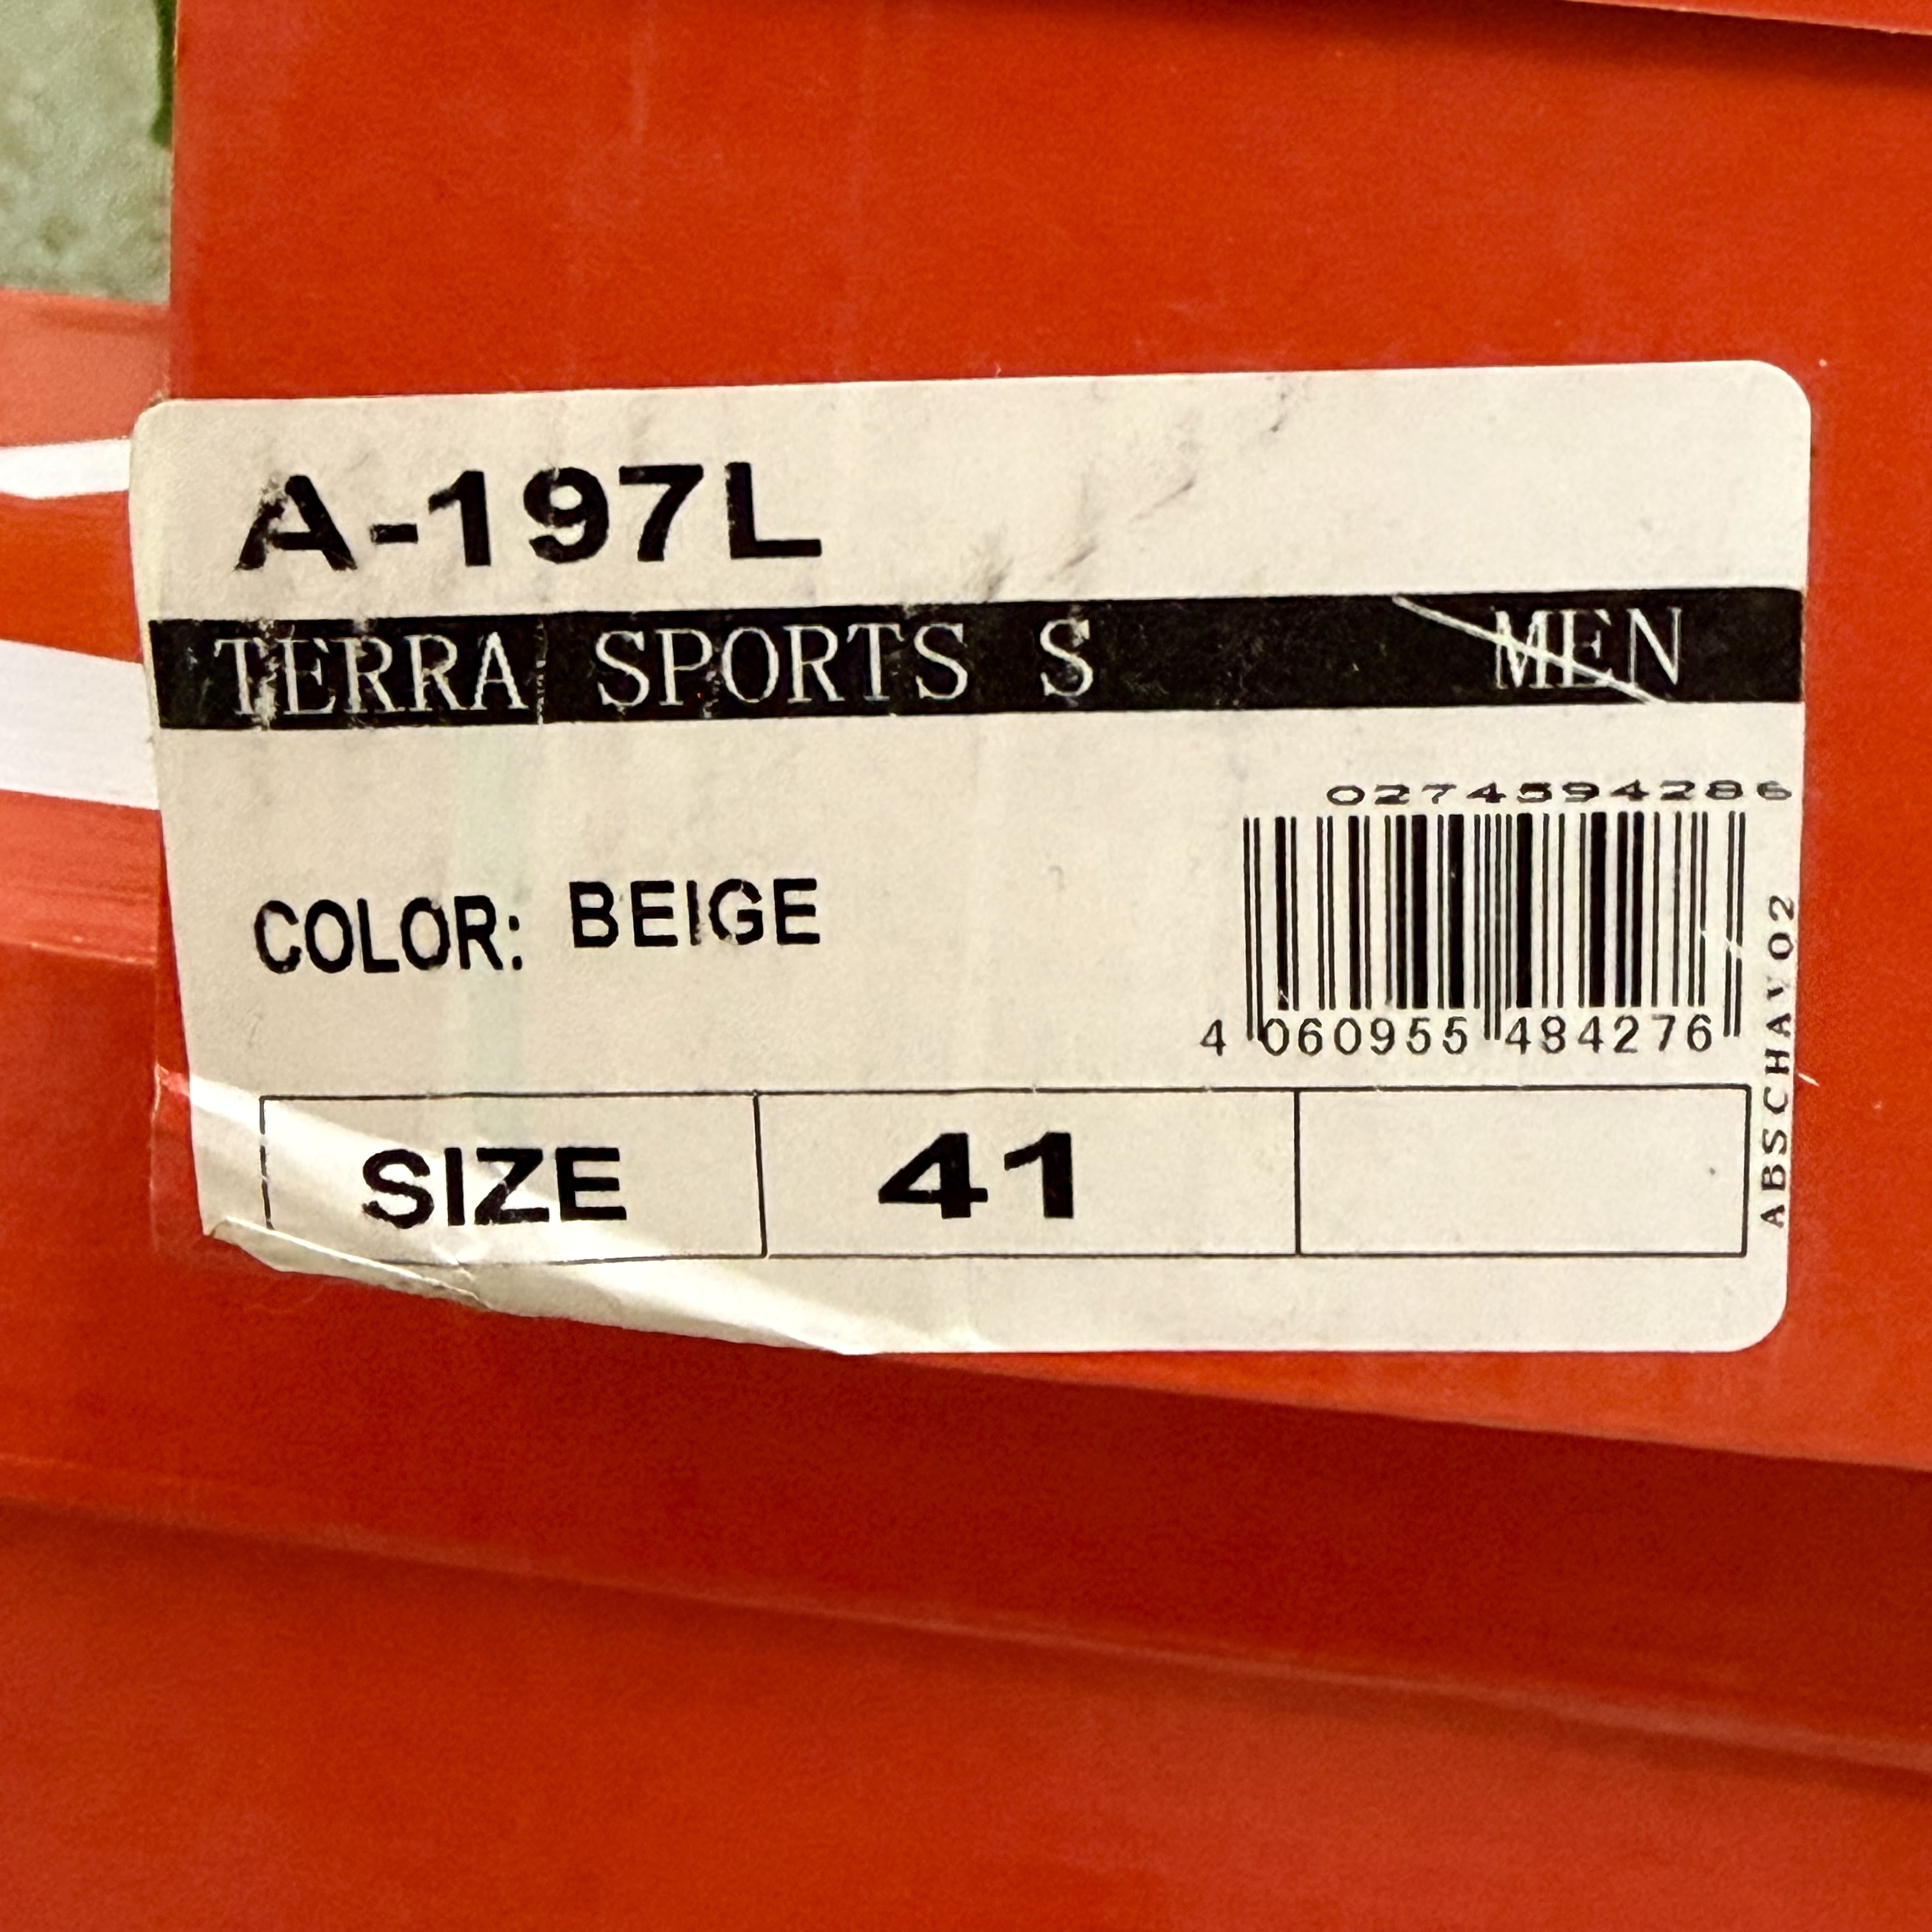 A-197L
TERRA SPORTS S MEN
0274594286
COLOR: BEIGE
4 060955 484276
ABSCHAV02
SIZE 41